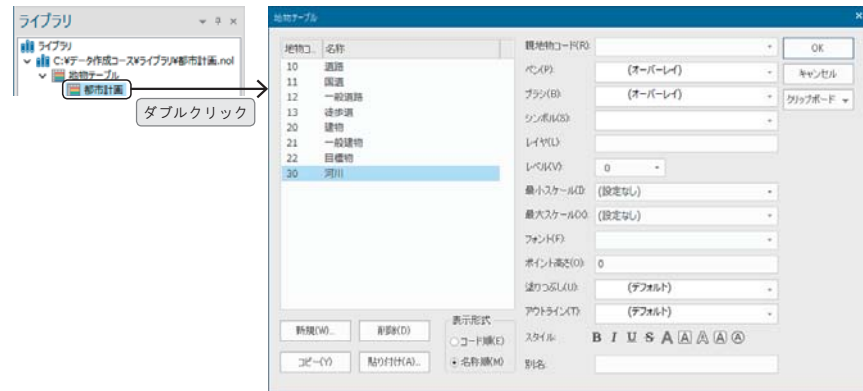 ライブラリ
ライブラリ
C:¥データ作成コース¥ライブラリ¥都市計画.nol
地物テーブル
都市計画
ダブルクリック
地物テーブル
地物コ... 名称
10 道路
11 国道
12 一般道路
13 徒歩道
20 建物
21 一般建物
22 目標物
30 河川
新規(W)... 削除(D)
コピー(Y) 貼り付け(A)...
表示形式
コード順(E)
名称順(M)
親地物コード(R):
ペン(P): (オーバーレイ)
ブラシ(B): (オーバーレイ)
シンボル(S):
レイヤ(L):
レベル(V): 0
最小スケール(I): (設定なし)
最大スケール(X): (設定なし)
フォント(F):
ポイント高さ(O): 0
塗りつぶし(U): (デフォルト)
アウトライン(T): (デフォルト)
スタイル: B I U S A A A A A
別名:
OK
キャンセル
クリップボード